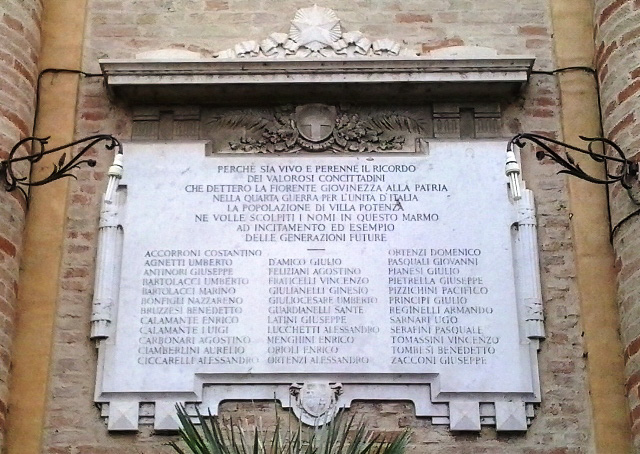 PERCHÈ SIA VIVO E PERENNE IL RICORDO
DEI VALOROSI CONCITTADINI
CHE DETTERO LA FIORENTE GIOVINEZZA ALLA PATRIA
NELLA QUARTA GUERRA PER L'UNITÀ D'ITALIA
LA POPOLAZIONE DI VILLA POTENZA
NE VOLLE SCOLPITI I NOMI IN QUESTO MARMO
AD INCITAMENTO ED ESEMPIO
DELLE GENERAZIONI FUTURE
ACCORRONI COSTANTINO
AGNETTI UMBERTO
ANTINORI GIUSEPPE
BARTOLACCI UMBERTO
BARTOLACCI MARINO
BONFIGLI NAZZARENO
BRUZZESI BENEDETTO
CALAMANTE ENRICO
CALAMANTE LUIGI
CARBONARI AGOSTINO
CIAMBERLINI AURELIO
CICCARELLI ALESSANDRO
D'AMICO GIULIO
FELIZIANI AGOSTINO
FRATICELLI VINCENZO
GIULIANELLI GINESIO
GIULIOCESARE UMBERTO
GUARDIANELLI SANTE
LATINI GIUSEPPE
LUCCHETTI ALESSANDRO
MENGHINI ENRICO
ORIOLI ENRICO
ORTENZI ALESSANDRO
ORTENZI DOMENICO
PASQUALI GIOVANNI
PIANESI GIULIO
PIETRELLA GIUSEPPE
PIZZICHINI PACIFICO
PRINCIPI GIULIO
REGINELLI ARMANDO
SARNARI UGO
SERAFINI PASQUALE
TOMASSINI VINCENZO
TOMBESI BENEDETTO
ZACCONI GIUSEPPE